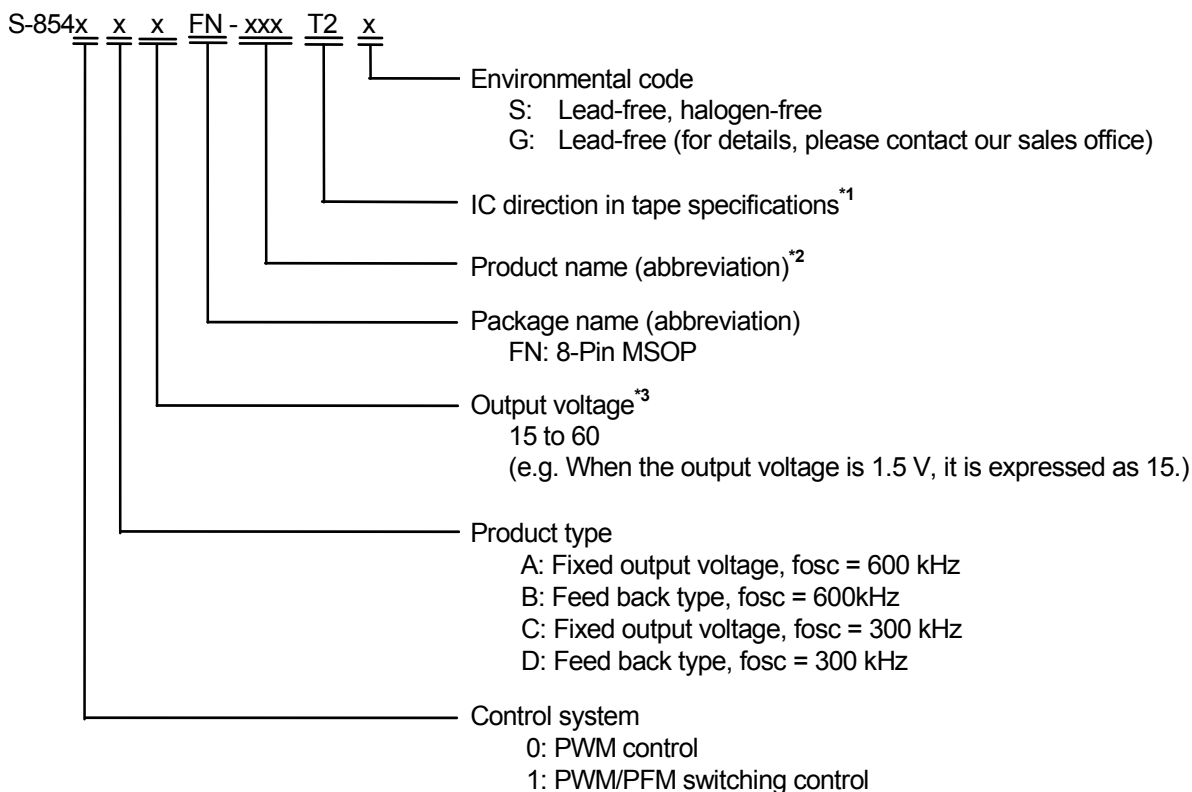 S-854x x x FN - xxx T2 x
Environmental code
S: Lead-free, halogen-free
G: Lead-free (for details, please contact our sales office)
IC direction in tape specifications*1
Product name (abbreviation)*2
Package name (abbreviation)
FN: 8-Pin MSOP
Output voltage*3
15 to 60
(e.g. When the output voltage is 1.5 V, it is expressed as 15.)
Product type
A: Fixed output voltage, fosc = 600 kHz
B: Feed back type, fosc = 600kHz
C: Fixed output voltage, fosc = 300 kHz
D: Feed back type, fosc = 300 kHz
Control system
0: PWM control
1: PWM/PFM switching control